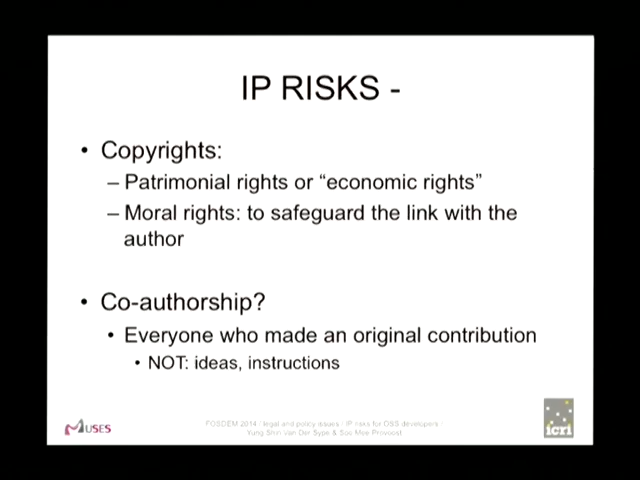 IP RISKS -
• Copyrights:
– Patrimonial rights or “economic rights”
– Moral rights: to safeguard the link with the
author
• Co-authorship?
• Everyone who made an original contribution
• NOT: ideas, instructions
MUSES
FOSDEM 2014 - legal and policy issues - IP risks for OSS developers -
Yung Shin Van Der Sype & Soo Mee Provoost
icri